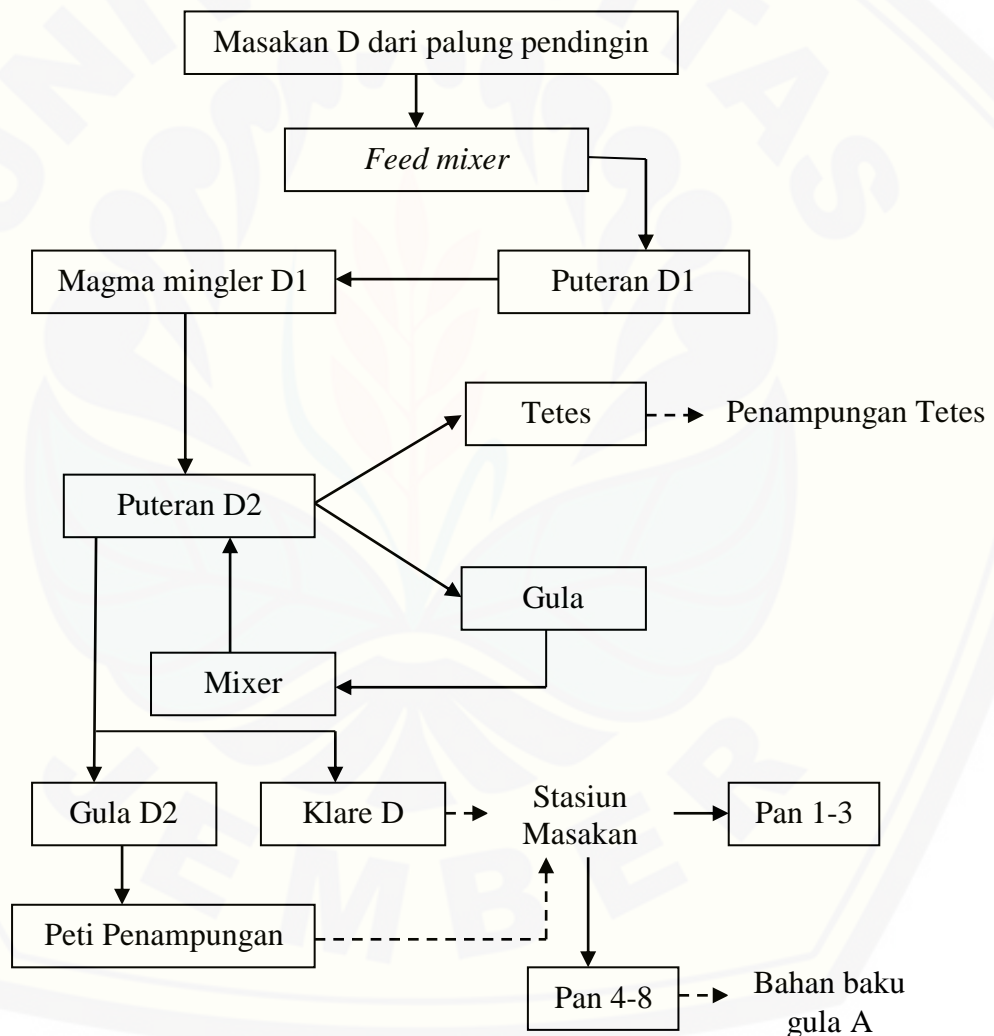 Masakan D dari palung pendingin
Feed mixer
Magma mingler D1
Puteran D1
Tetes
Penampungan Tetes
Puteran D2
Gula
Mixer
Gula D2
Klare D
Stasiun
Masakan
Pan 1-3
Peti Penampungan
Pan 4-8
Bahan baku
gula A
JEMBER